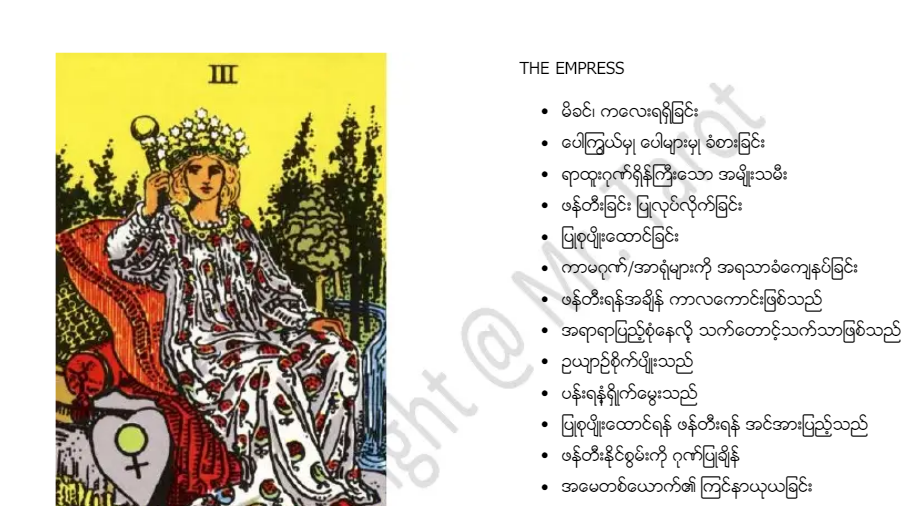 III
THE EMPRESS
• မိခင်၊ ကလေးရရှိခြင်း
• ပေါကြွယ်မှု ပေါများမှု ခံစားခြင်း
• ရာထူးဂုဏ်ရှိန်ကြီးသော အမျိုးသမီး
• ဖန်တီးခြင်း ပြုလုပ်လိုက်ခြင်း
• ပြုစုပျိုးထောင်ခြင်း
• ကာမဂုဏ်/အာရုံများကို အရသာခံကျေနပ်ခြင်း
• ဖန်တီးရန်အချိန် ကာလကောင်းဖြစ်သည်
• အရာရာပြည့်စုံနေလို့ သက်တောင့်သက်သာဖြစ်သည်
• ဥယျာဉ်စိုက်ပျိုးသည်
• ပန်းရနံ့ရှိုက်မွေးသည်
• ပြုစုပျိုးထောင်ရန် ဖန်တီးရန် အင်အားပြည့်သည်
• ဖန်တီးနိုင်စွမ်းကို ဂုဏ်ပြုချိန်
• အမေတစ်ယောက်၏ ကြင်နာယုယခြင်း
@ Mr. Tarot